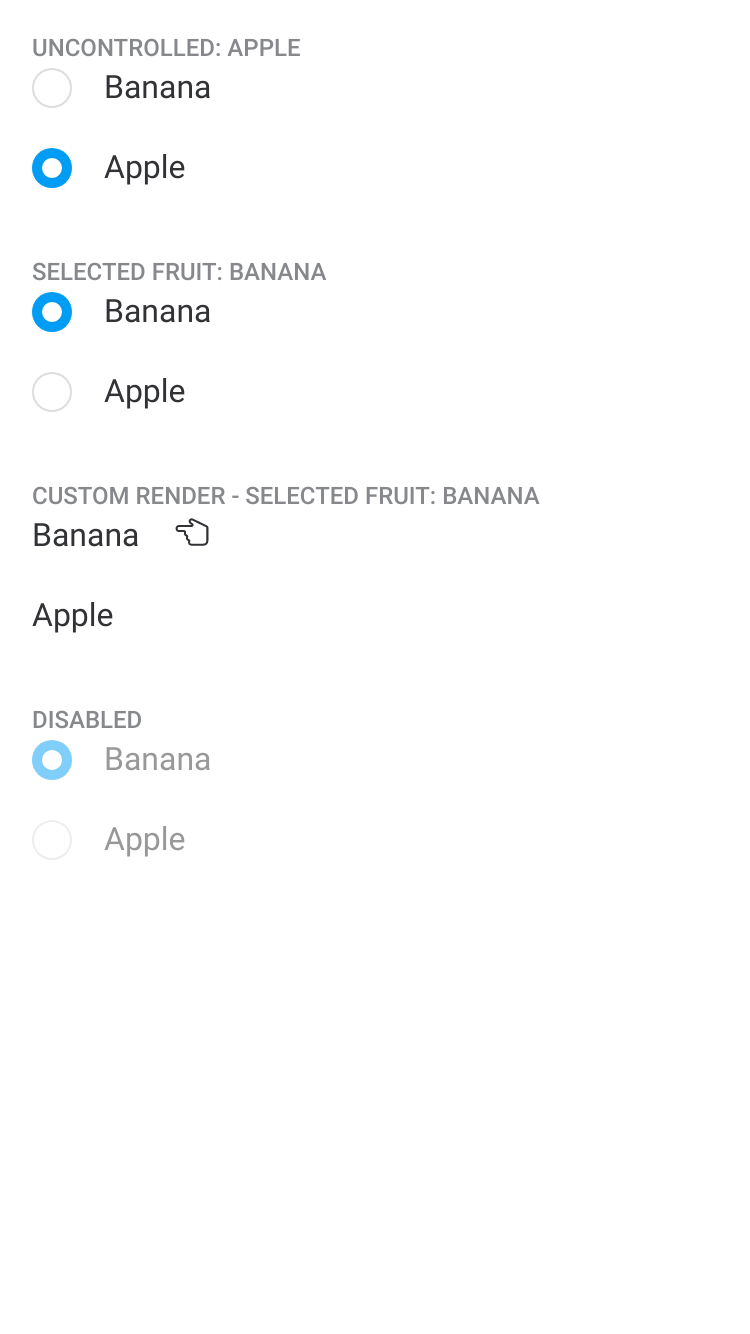 UNCONTROLLED: APPLE
Banana
Apple
SELECTED FRUIT: BANANA
Banana
Apple
CUSTOM RENDER - SELECTED FRUIT: BANANA
Banana
Apple
DISABLED
Banana
Apple